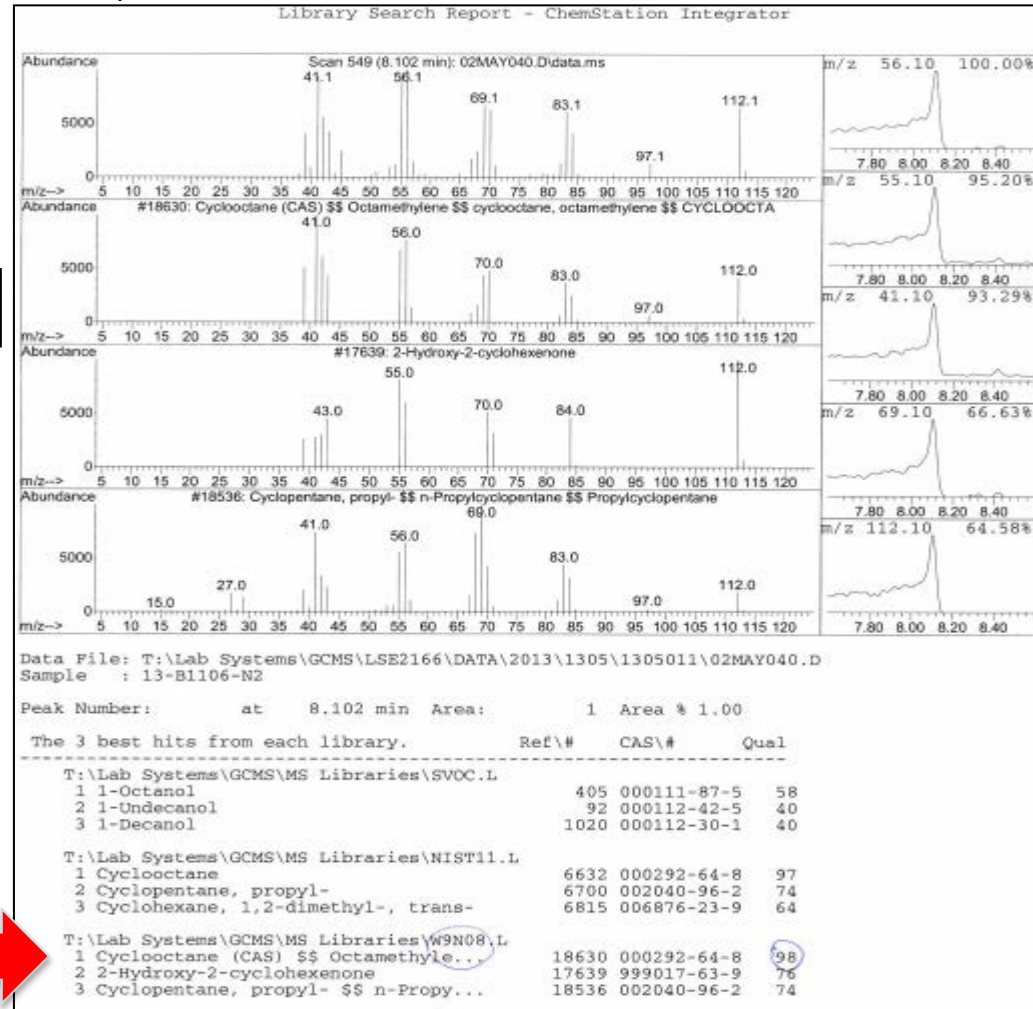 Library Search Report - ChemStation Integrator
Abundance
Scan 549 (8.102 min): 02MAY040.D\data.ms
41.1 56.1 69.1 83.1 97.1 112.1
5000
0
m/z-->
5 10 15 20 25 30 35 40 45 50 55 60 65 70 75 80 85 90 95 100 105 110 115 120
Abundance
#18630: Cyclooctane (CAS) $$ Octamethylene $$ cyclooctane, octamethylene $$ CYCLOOCTA
41.0 56.0 70.0 83.0 97.0 112.0
5000
0
m/z-->
5 10 15 20 25 30 35 40 45 50 55 60 65 70 75 80 85 90 95 100 105 110 115 120
Abundance
#17639: 2-Hydroxy-2-cyclohexenone
43.0 55.0 70.0 84.0 112.0
5000
0
m/z-->
5 10 15 20 25 30 35 40 45 50 55 60 65 70 75 80 85 90 95 100 105 110 115 120
Abundance
#18536: Cyclopentane, propyl- $$ n-Propylcyclopentane $$ Propylcyclopentane
15.0 27.0 41.0 56.0 69.0 83.0 97.0 112.0
5000
0
m/z-->
5 10 15 20 25 30 35 40 45 50 55 60 65 70 75 80 85 90 95 100 105 110 115 120
m/z 56.10 100.00%
7.80 8.00 8.20 8.40
m/z 55.10 95.20%
7.80 8.00 8.20 8.40
m/z 41.10 93.29%
7.80 8.00 8.20 8.40
m/z 69.10 66.63%
7.80 8.00 8.20 8.40
m/z 112.10 64.58%
7.80 8.00 8.20 8.40
Data File: T:\Lab Systems\GCMS\LSE2166\DATA\2013\1305\1305011\02MAY040.D
Sample : 13-B1106-N2
Peak Number: at 8.102 min Area: 1 Area % 1.00
The 3 best hits from each library. Ref\# CAS\# Qual
T:\Lab Systems\GCMS\MS Libraries\SVOC.L
1 1-Octanol 405 000111-87-5 58
2 1-Undecanol 92 000112-42-5 40
3 1-Decanol 1020 000112-30-1 40
T:\Lab Systems\GCMS\MS Libraries\NIST11.L
1 Cyclooctane 6632 000292-64-8 97
2 Cyclopentane, propyl- 6700 002040-96-2 74
3 Cyclohexane, 1,2-dimethyl-, trans- 6815 006876-23-9 64
T:\Lab Systems\GCMS\MS Libraries\W9N08.L
1 Cyclooctane (CAS) $$ Octamethyle... 18630 000292-64-8 98
2 2-Hydroxy-2-cyclohexenone 17639 999017-63-9 76
3 Cyclopentane, propyl- $$ n-Propy... 18536 002040-96-2 74